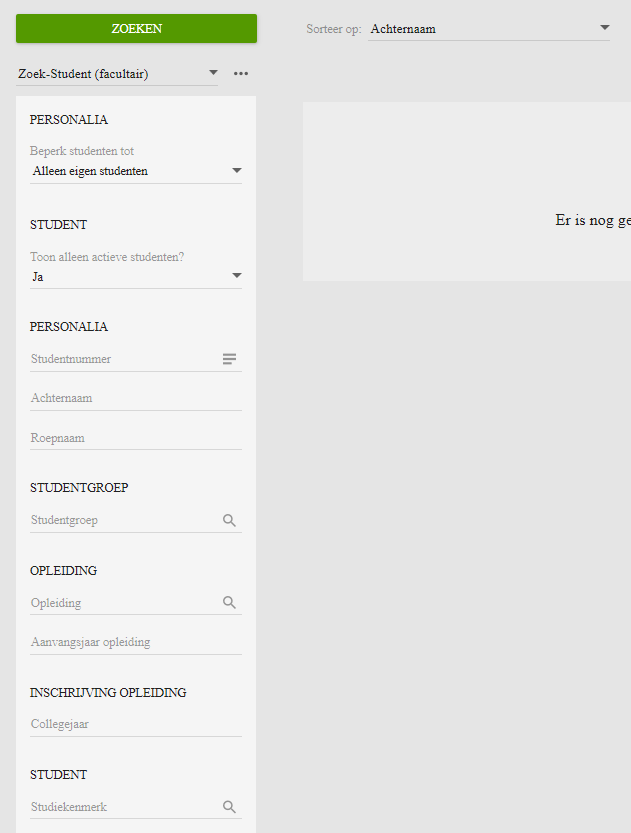 ZOEKEN
Sorteer op: Achternaam
Zoek-Student (facultair)
PERSONALIA
Beperk studenten tot
Alleen eigen studenten
STUDENT
Toon alleen actieve studenten?
Ja
Er is nog ge
PERSONALIA
Studentnummer
Achternaam
Roepnaam
STUDENTGROEP
Studentgroep
OPLEIDING
Opleiding
Aanvangsjaar opleiding
INSCHRIJVING OPLEIDING
Collegejaar
STUDENT
Studiekenmerk